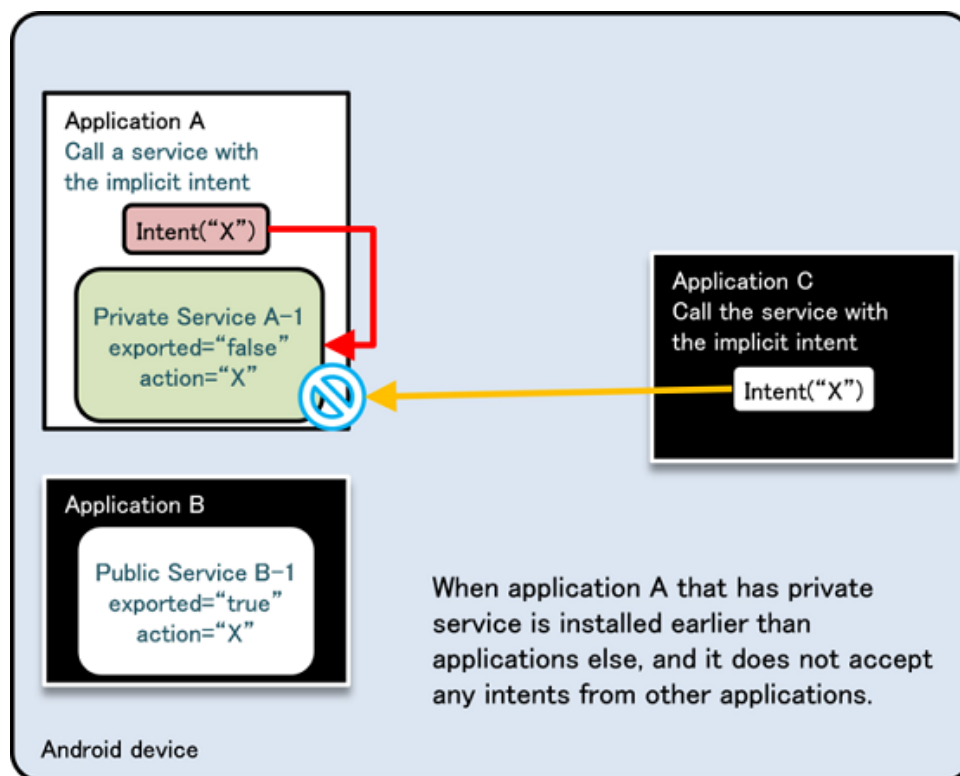 Application A
Call a service with
the implicit intent
Intent(“X”)
Private Service A-1
exported=“false”
action=“X”
Application C
Call the service with
the implicit intent
Intent(“X”)
Application B
Public Service B-1
exported=“true”
action=“X”
When application A that has private
service is installed earlier than
applications else, and it does not accept
any intents from other applications.
Android device